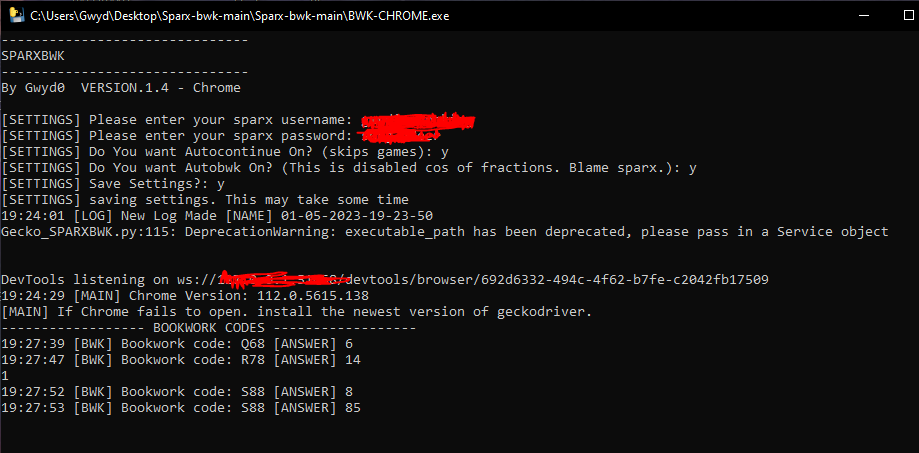 C:\Users\Gwyd\Desktop\Sparx-bwk-main\Sparx-bwk-main\BWK-CHROME.exe
-------------------------------
SPARXBWK
-------------------------------
By Gwyd0  VERSION.1.4 - Chrome
[SETTINGS] Please enter your sparx username:
[SETTINGS] Please enter your sparx password:
[SETTINGS] Do You want Autocontinue On? (skips games): y
[SETTINGS] Do You want Autobwk On? (This is disabled cos of fractions. Blame sparx.): y
[SETTINGS] Save Settings?: y
[SETTINGS] saving settings. This may take some time
19:24:01 [LOG] New Log Made [NAME] 01-05-2023-19-23-50
Gecko_SPARXBWK.py:115: DeprecationWarning: executable_path has been deprecated, please pass in a Service object
DevTools listening on ws:///devtools/browser/692d6332-494c-4f62-b7fe-c2042fb17509
19:24:29 [MAIN] Chrome Version: 112.0.5615.138
[MAIN] If Chrome fails to open. install the newest version of geckodriver.
------------------ BOOKWORK CODES ------------------
19:27:39 [BWK] Bookwork code: Q68 [ANSWER] 6
19:27:47 [BWK] Bookwork code: R78 [ANSWER] 14
1
19:27:52 [BWK] Bookwork code: S88 [ANSWER] 8
19:27:53 [BWK] Bookwork code: S88 [ANSWER] 85